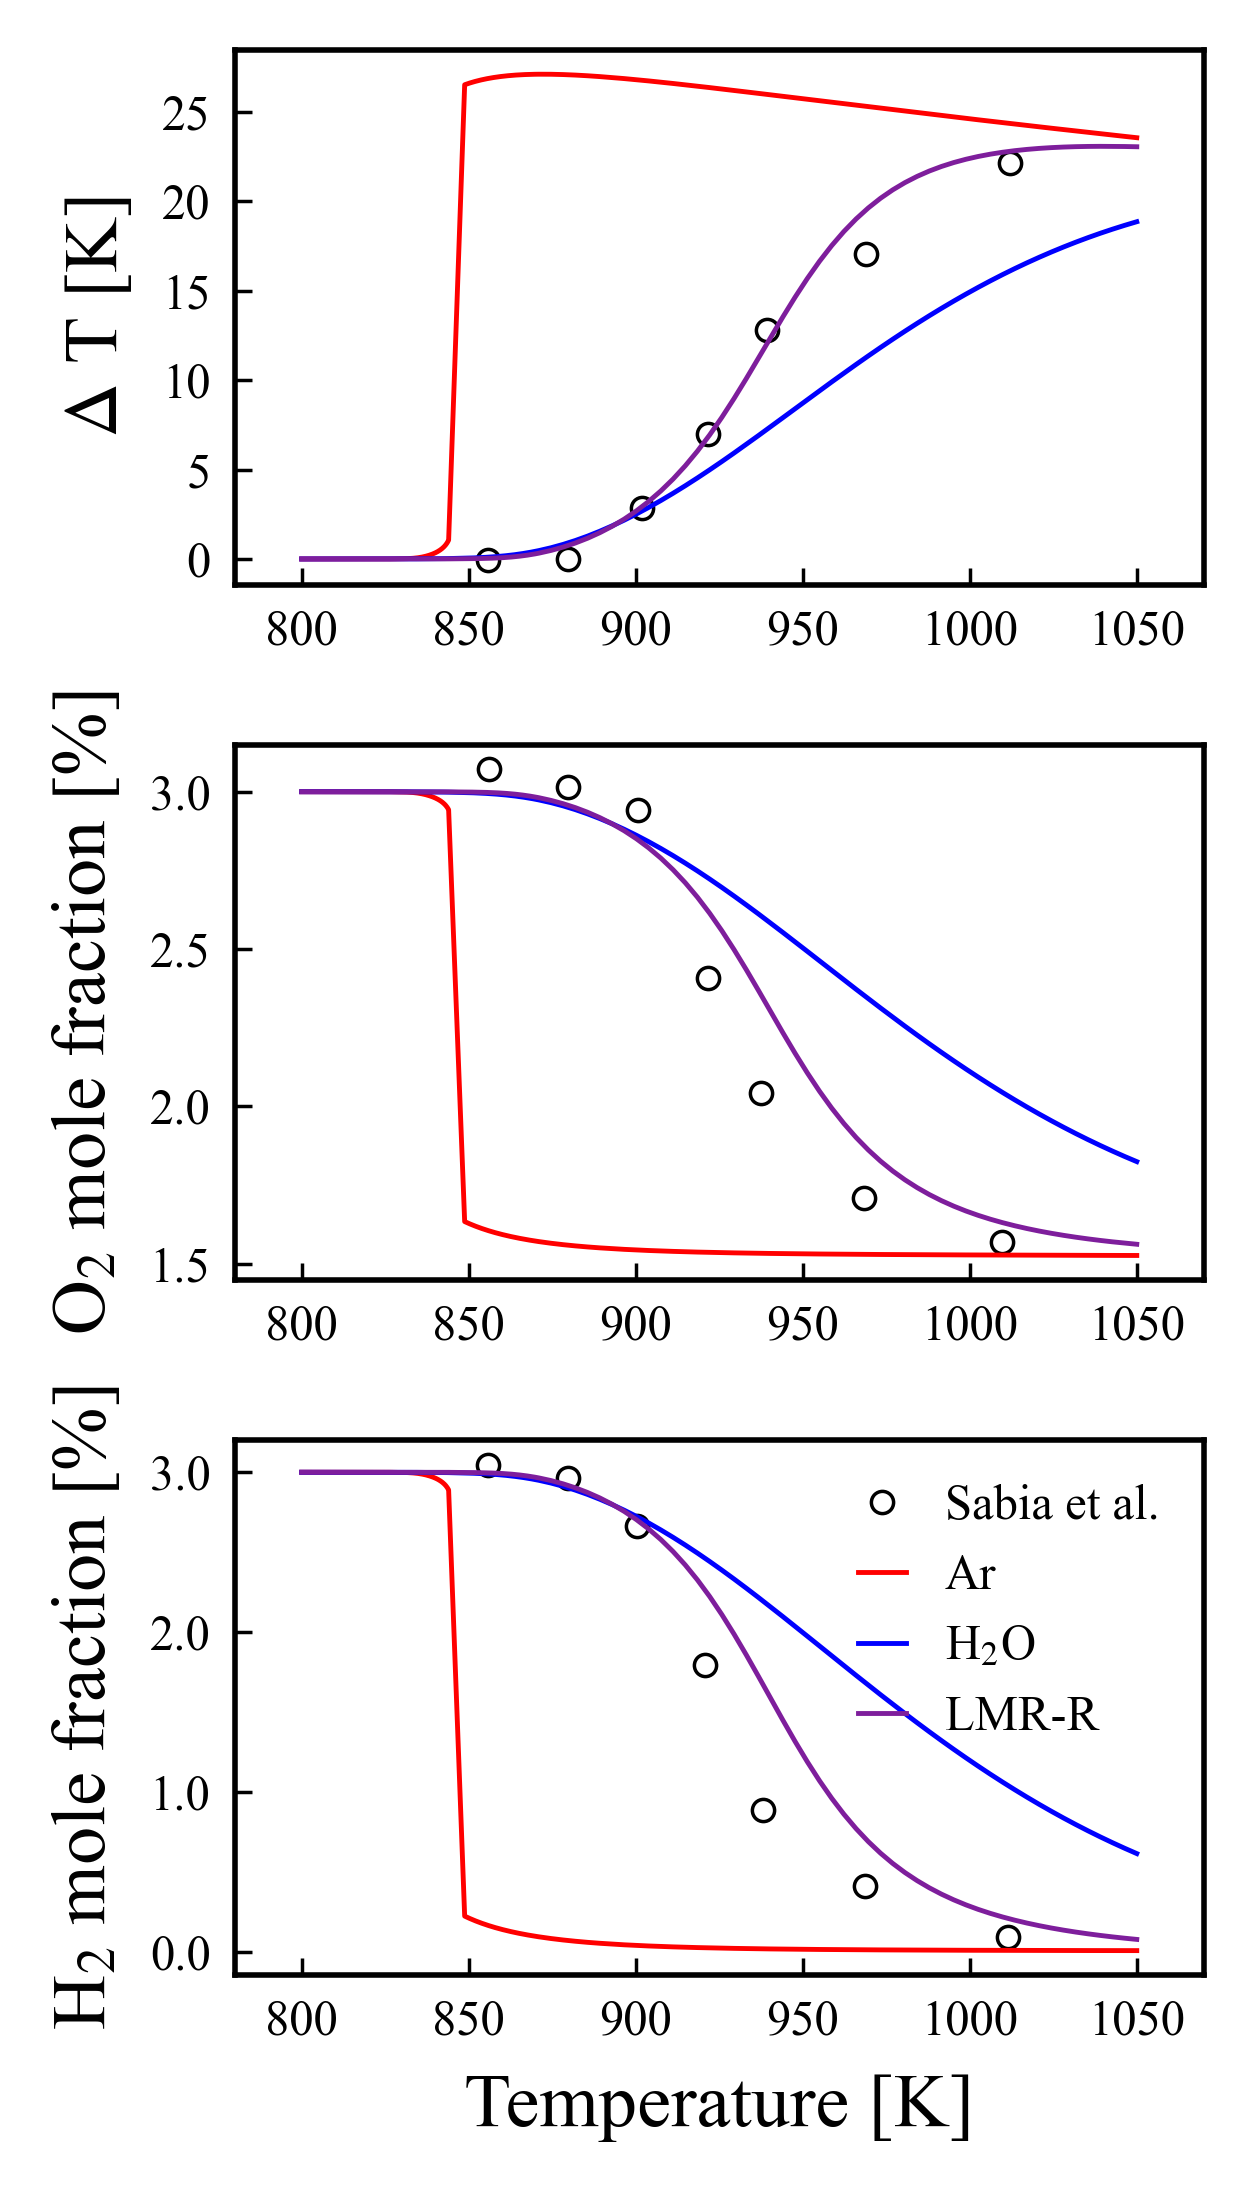 Δ T [K]
25
20
15
10
5
0
800 850 900 950 1000 1050
O₂ mole fraction [%]
3.0
2.5
2.0
1.5
800 850 900 950 1000 1050
H₂ mole fraction [%]
3.0
2.0
1.0
0.0
Sabia et al.
Ar
H₂O
LMR-R
800 850 900 950 1000 1050
Temperature [K]